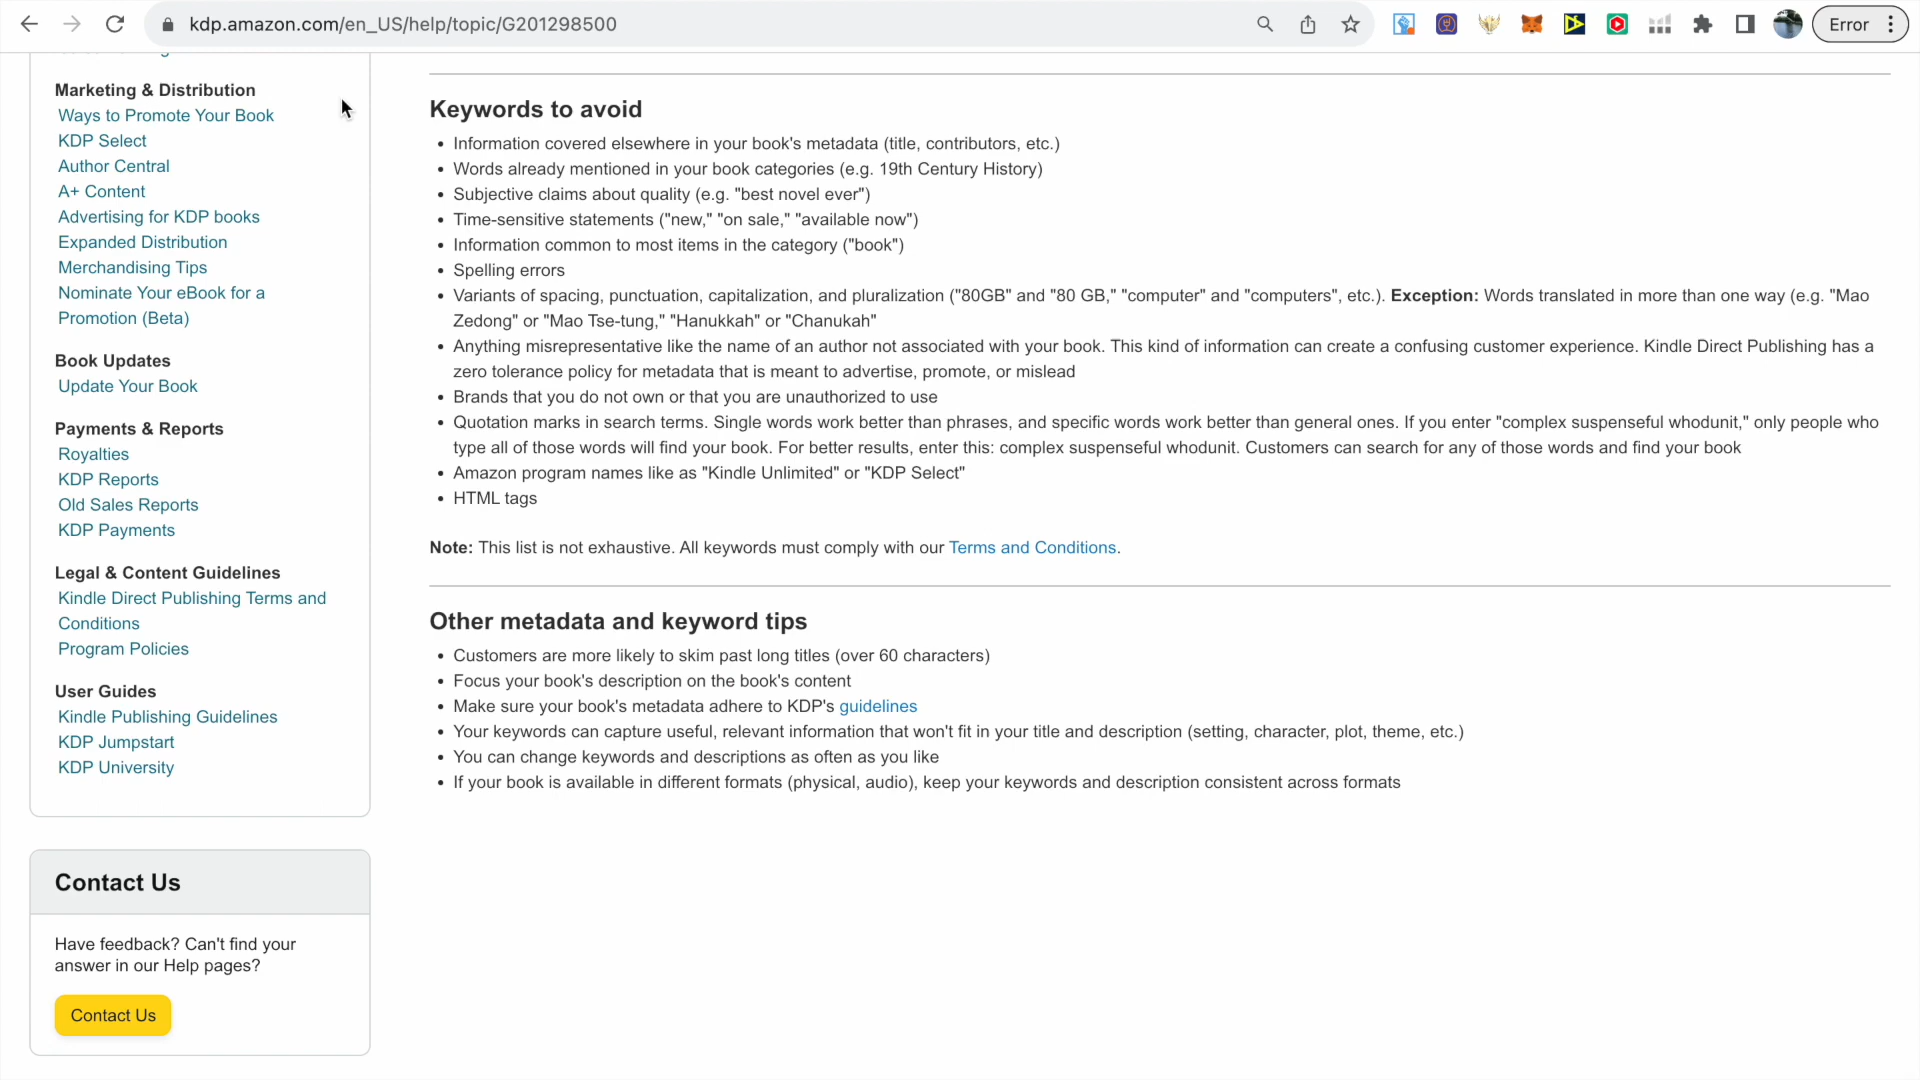 kdp.amazon.com/en_US/help/topic/G201298500
Error
Marketing & Distribution
Ways to Promote Your Book
KDP Select
Author Central
A+ Content
Advertising for KDP books
Expanded Distribution
Merchandising Tips
Nominate Your eBook for a
Promotion (Beta)
Book Updates
Update Your Book
Payments & Reports
Royalties
KDP Reports
Old Sales Reports
KDP Payments
Legal & Content Guidelines
Kindle Direct Publishing Terms and
Conditions
Program Policies
User Guides
Kindle Publishing Guidelines
KDP Jumpstart
KDP University
Contact Us
Have feedback? Can't find your
answer in our Help pages?
Contact Us
Keywords to avoid
• Information covered elsewhere in your book's metadata (title, contributors, etc.)
• Words already mentioned in your book categories (e.g. 19th Century History)
• Subjective claims about quality (e.g. "best novel ever")
• Time-sensitive statements ("new," "on sale," "available now")
• Information common to most items in the category ("book")
• Spelling errors
• Variants of spacing, punctuation, capitalization, and pluralization ("80GB" and "80 GB," "computer" and "computers", etc.). Exception: Words translated in more than one way (e.g. "Mao
Zedong" or "Mao Tse-tung," "Hanukkah" or "Chanukah"
• Anything misrepresentative like the name of an author not associated with your book. This kind of information can create a confusing customer experience. Kindle Direct Publishing has a
zero tolerance policy for metadata that is meant to advertise, promote, or mislead
• Brands that you do not own or that you are unauthorized to use
• Quotation marks in search terms. Single words work better than phrases, and specific words work better than general ones. If you enter "complex suspenseful whodunit," only people who
type all of those words will find your book. For better results, enter this: complex suspenseful whodunit. Customers can search for any of those words and find your book
• Amazon program names like as "Kindle Unlimited" or "KDP Select"
• HTML tags
Note: This list is not exhaustive. All keywords must comply with our Terms and Conditions.
Other metadata and keyword tips
• Customers are more likely to skim past long titles (over 60 characters)
• Focus your book's description on the book's content
• Make sure your book's metadata adhere to KDP's guidelines
• Your keywords can capture useful, relevant information that won't fit in your title and description (setting, character, plot, theme, etc.)
• You can change keywords and descriptions as often as you like
• If your book is available in different formats (physical, audio), keep your keywords and description consistent across formats